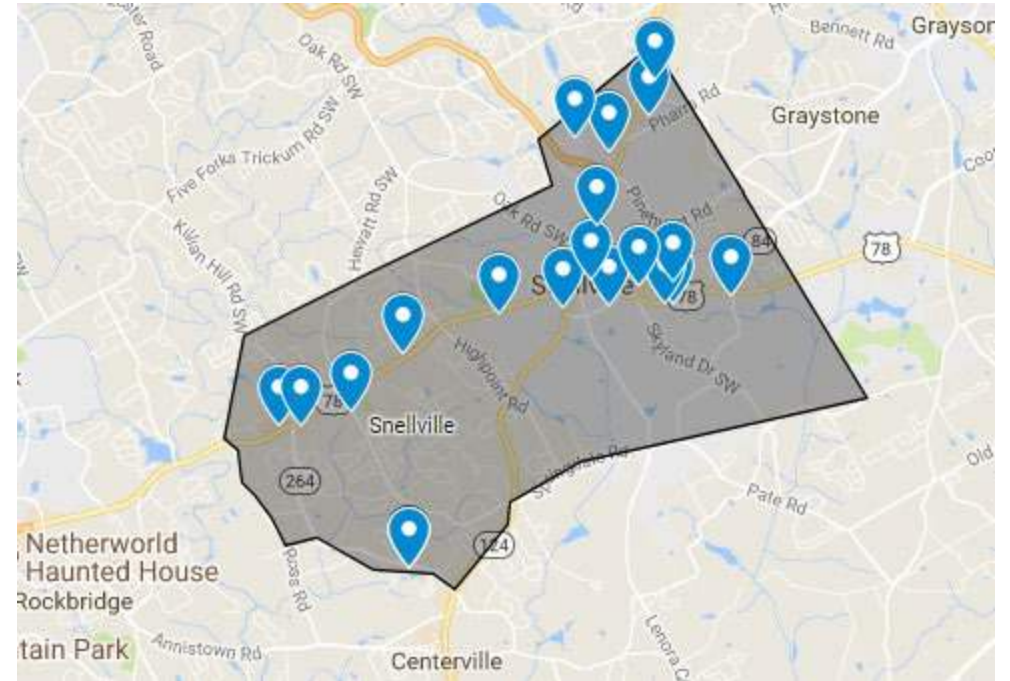 Oak Rd SW
Bennett Rd
Grayson
Graystone
Pharr Rd
Five Forks Trickum Rd SW
Killian Hill Rd SW
Hewatt Rd SW
Oak Rd SW
84
78
78
Skyland Dr SW
Highpoint Rd
78
Snellville
264
Springdale Rd
Pate Rd
Old
124
Netherworld
Haunted House
Rockbridge
Ross Rd
tain Park
Annistown Rd
Centerville
Lenora C